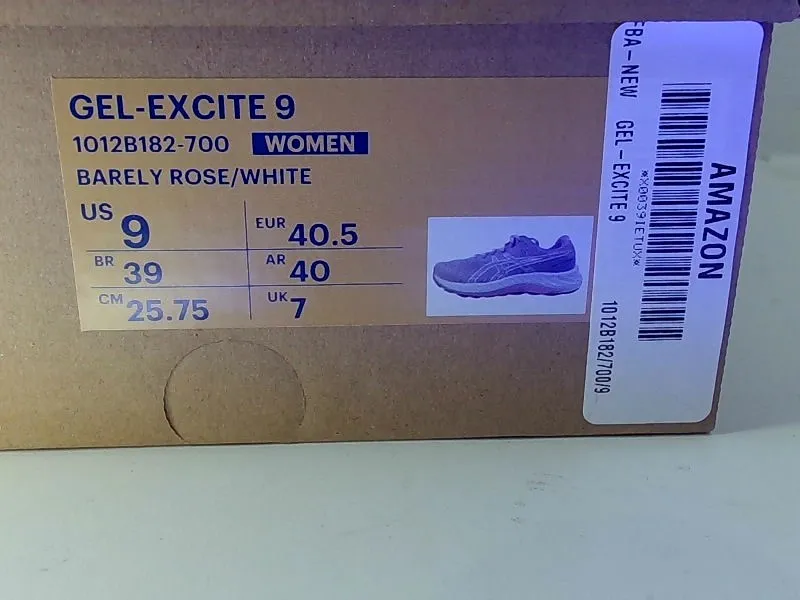 GEL-EXCITE 9
1012B182-700 WOMEN
BARELY ROSE/WHITE
US 9 EUR 40.5
BR 39 AR 40
CM 25.75 UK 7
FBA-NEW GEL-EXCITE 9
*X00391ETUX*
AMAZON
1012B182/700/9